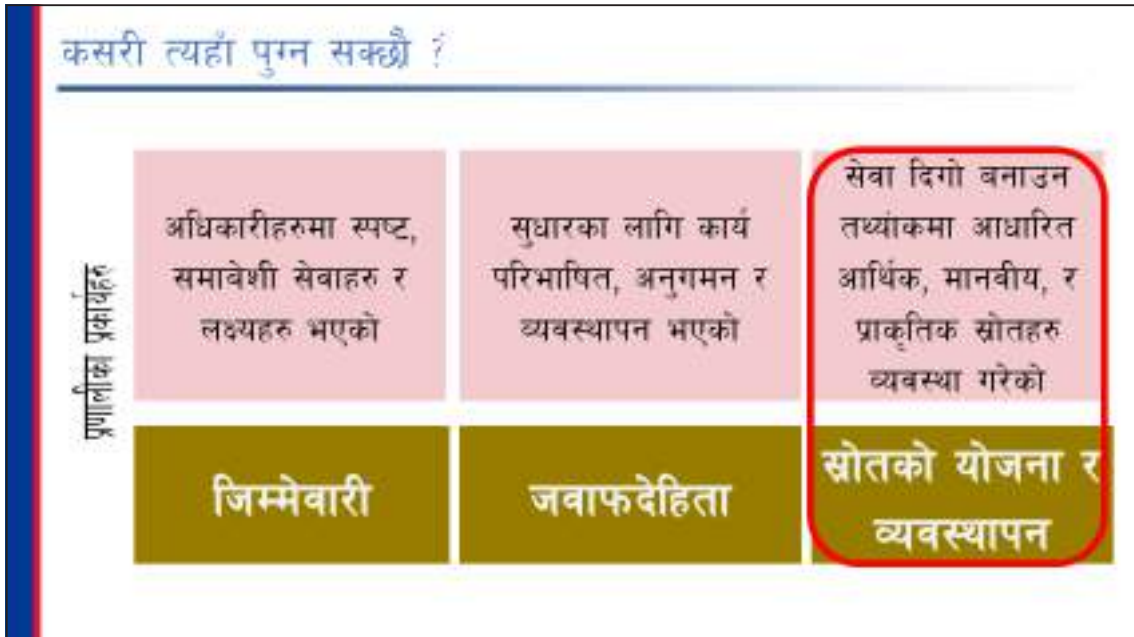 कसरी त्यहाँ पुग्न सक्छौ ?
प्रणालीका प्रकार्यहरु
अधिकारीहरुमा स्पष्ट,
समावेशी सेवाहरु र
लक्ष्यहरु भएको
सुधारका लागि कार्य
परिभाषित, अनुगमन र
व्यवस्थापन भएको
सेवा दिगो बनाउन
तथ्यांकमा आधारित
आर्थिक, मानवीय, र
प्राकृतिक स्रोतहरु
व्यवस्था गरेको
जिम्मेवारी
जवाफदेहिता
स्रोतको योजना र
व्यवस्थापन